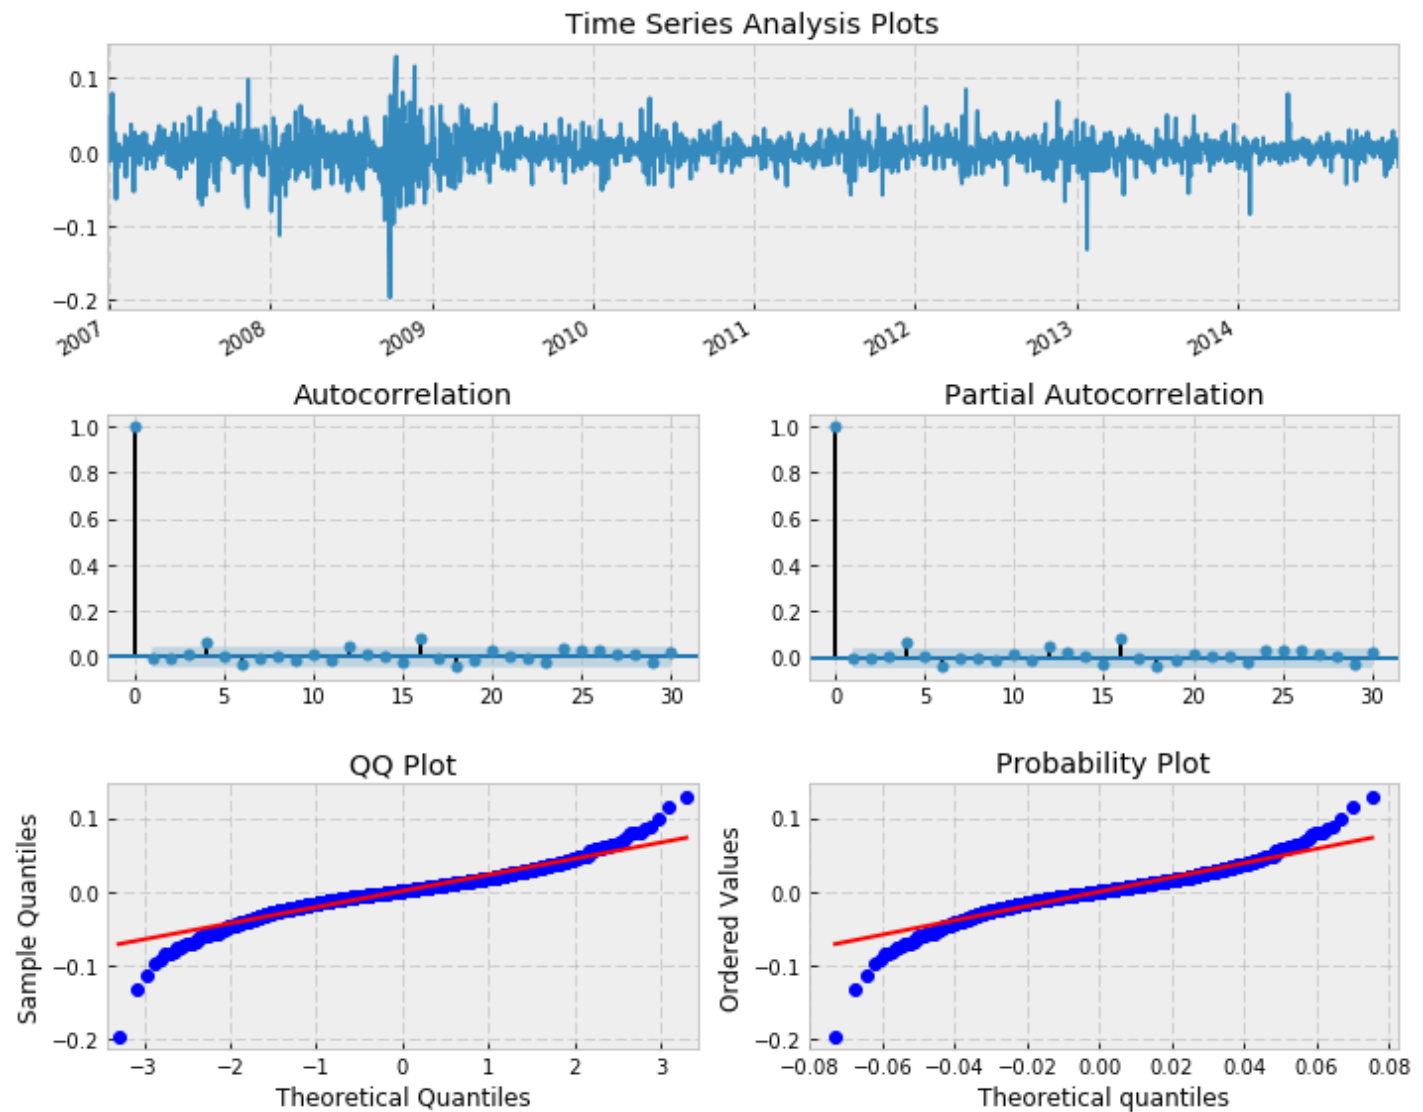 Time Series Analysis Plots
0.1
0.0
−0.1
−0.2
2007 2008 2009 2010 2011 2012 2013 2014
Autocorrelation
1.0
0.8
0.6
0.4
0.2
0.0
0 5 10 15 20 25 30
Partial Autocorrelation
1.0
0.8
0.6
0.4
0.2
0.0
0 5 10 15 20 25 30
QQ Plot
Sample Quantiles
0.1
0.0
−0.1
−0.2
−3 −2 −1 0 1 2 3
Theoretical Quantiles
Probability Plot
Ordered Values
0.1
0.0
−0.1
−0.2
−0.08 −0.06 −0.04 −0.02 0.00 0.02 0.04 0.06 0.08
Theoretical quantiles